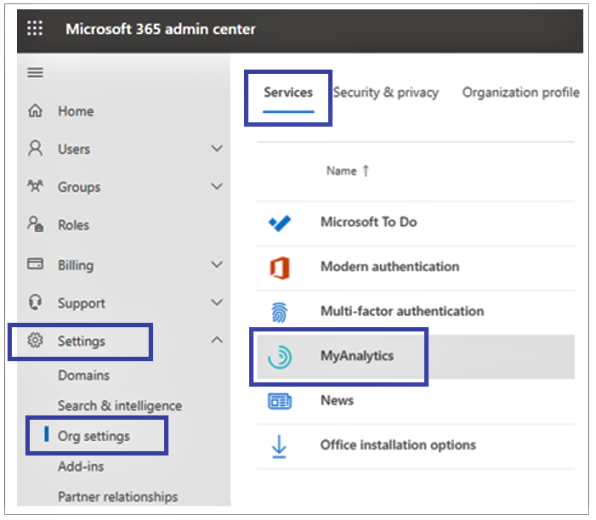 Microsoft 365 admin center
Home
Users
Groups
Roles
Billing
Support
Settings
Domains
Search & intelligence
Org settings
Add-ins
Partner relationships
Services Security & privacy Organization profile
Name ↑
Microsoft To Do
Modern authentication
Multi-factor authentication
MyAnalytics
News
Office installation options